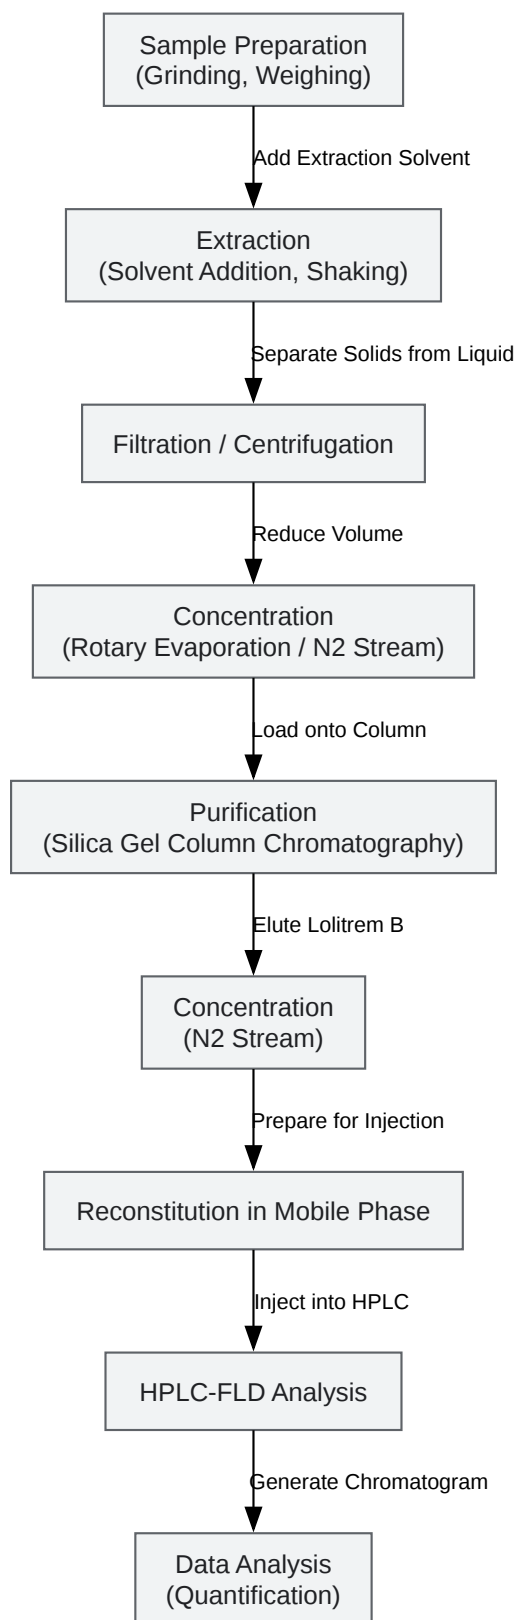 Sample Preparation
(Grinding, Weighing)
Add Extraction Solvent
Extraction
(Solvent Addition, Shaking)
Separate Solids from Liquid
Filtration / Centrifugation
Reduce Volume
Concentration
(Rotary Evaporation / N2 Stream)
Load onto Column
Purification
(Silica Gel Column Chromatography)
Elute Lolitrem B
Concentration
(N2 Stream)
Prepare for Injection
Reconstitution in Mobile Phase
Inject into HPLC
HPLC-FLD Analysis
Generate Chromatogram
Data Analysis
(Quantification)